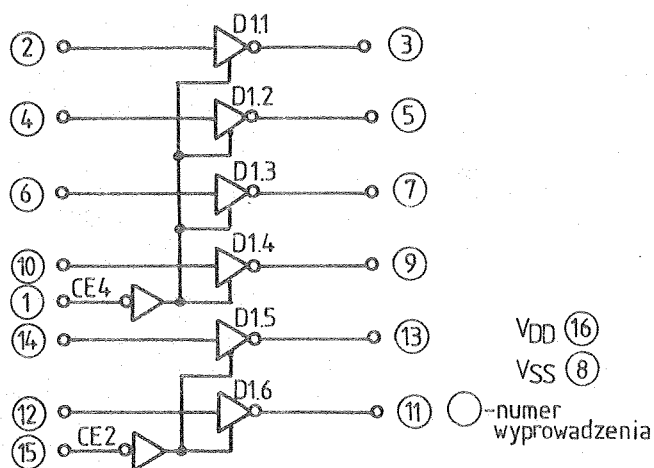 D1.1
2 3
D1.2
4 5
D1.3
6 7
D1.4
10 9
CE4
1
D1.5
14 13
VDD 16
VSS 8
D1.6
12 11
-numer
wyprowadzenia
CE2
15